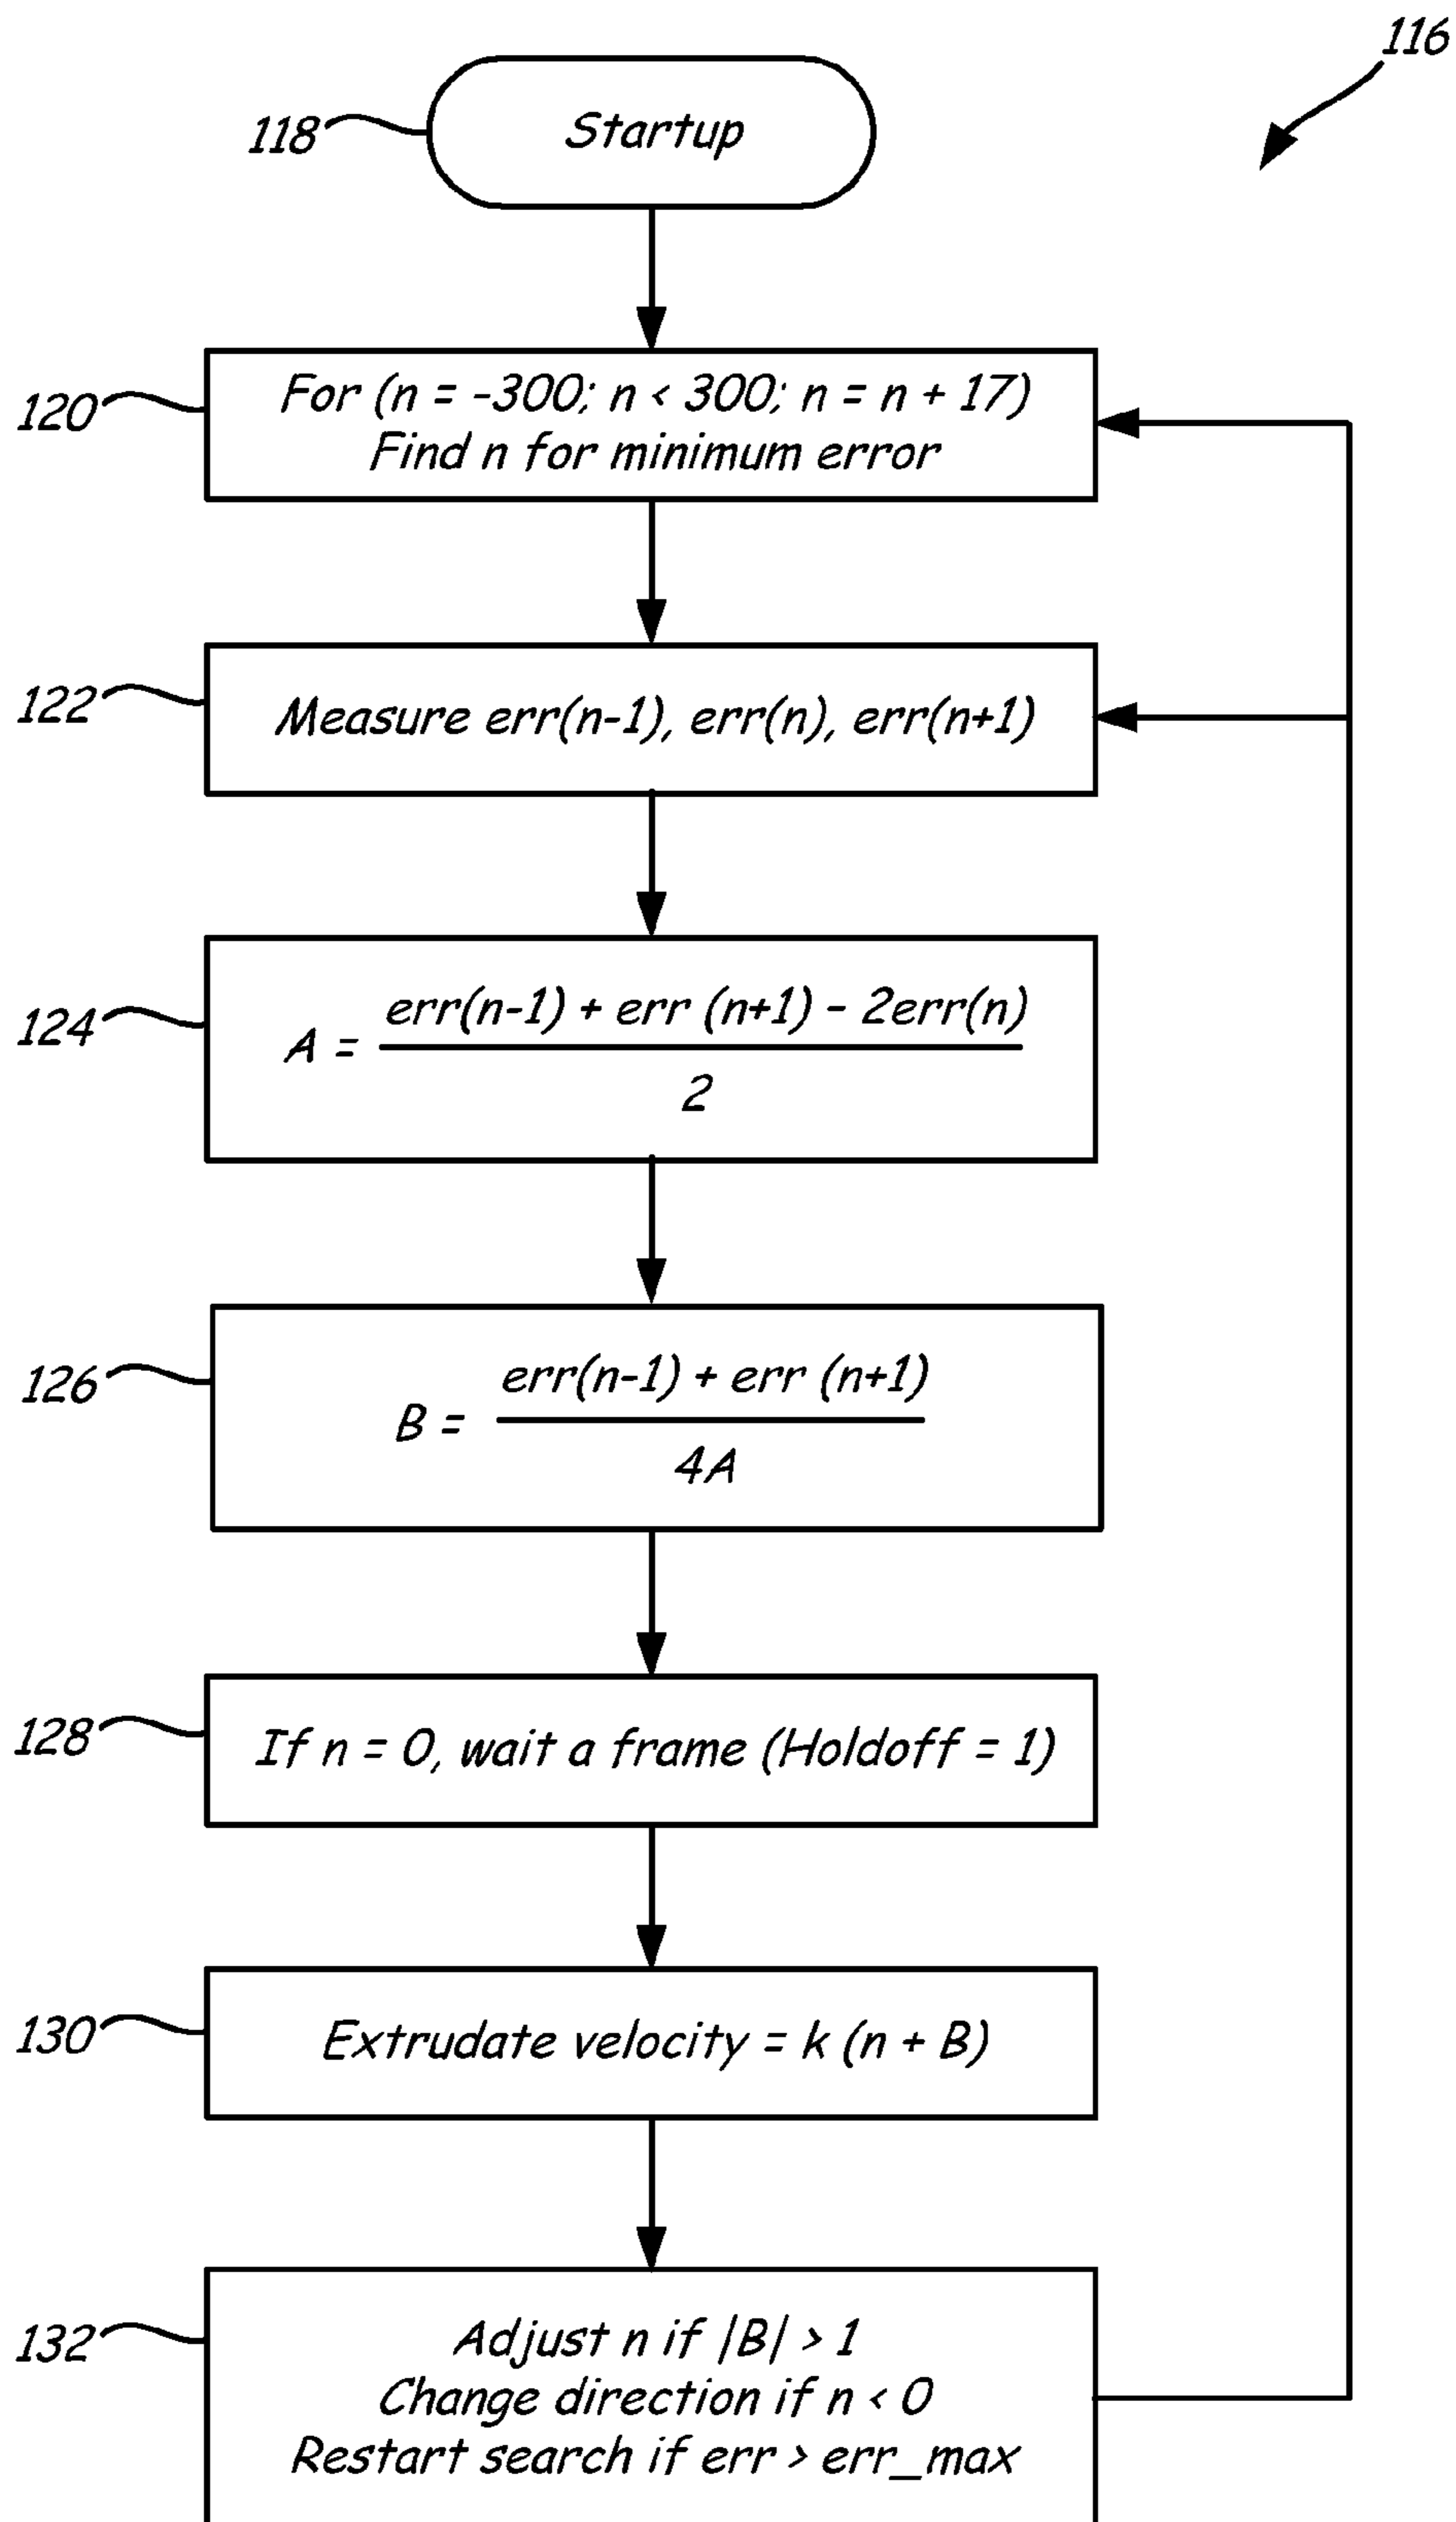 116
118
Startup
120
For (n = -300; n < 300; n = n + 17)
Find n for minimum error
122
Measure err(n-1), err(n), err(n+1)
124
A = err(n-1) + err (n+1) - 2err(n)
2
126
B = err(n-1) + err (n+1)
4A
128
If n = 0, wait a frame (Holdoff = 1)
130
Extrudate velocity = k (n + B)
132
Adjust n if |B| > 1
Change direction if n < 0
Restart search if err > err_max